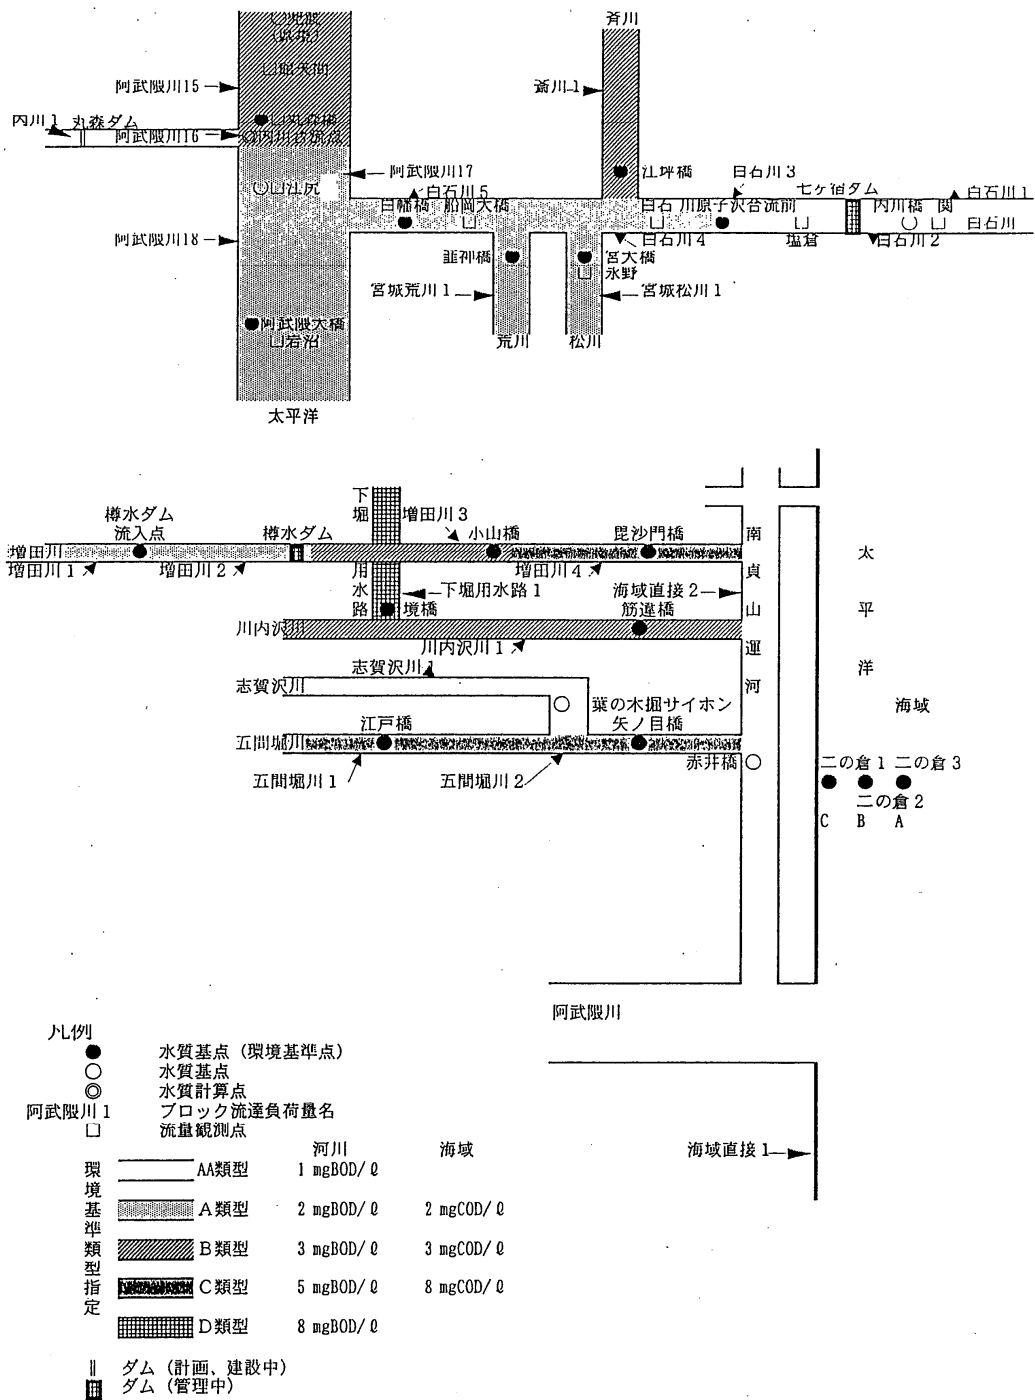 斉川
(県境)
阿武隈川15
斎川1
丸森橋
内川1 丸森ダム
阿武隈川16
内川合流点
阿武隈川17
江坪橋
白石川3
江尻
白石川5
七ヶ宿ダム
白石川1
白幡橋 船岡大橋
白石 川原子沢合流前
内川橋 関
白石川
阿武隈川18
白石川4
塩倉
白石川2
韮神橋
宮大橋
永野
宮城荒川1
宮城松川1
阿武隈大橋
岩沼
荒川
松川
太平洋
下堀用水路
増田川3
樽水ダム
流入点
樽水ダム
小山橋
毘沙門橋
南貞山運河
太平洋
増田川
増田川1
増田川2
増田川4
下堀用水路1
海域直接2
境橋
筋違橋
川内沢川
川内沢川1
志賀沢川1
志賀沢川
葉の木堀サイホン
海域
江戸橋
矢ノ目橋
五間堀川
赤井橋
二の倉1 二の倉3
五間堀川1
五間堀川2
二の倉2
C B A
阿武隈川
凡例
水質基点(環境基準点)
水質基点
水質計算点
阿武隈川1 ブロック流達負荷量名
流量観測点
河川 海域
海域直接1
環境基準類型指定
AA類型 1 mgBOD/ℓ
A類型 2 mgBOD/ℓ 2 mgCOD/ℓ
B類型 3 mgBOD/ℓ 3 mgCOD/ℓ
C類型 5 mgBOD/ℓ 8 mgCOD/ℓ
D類型 8 mgBOD/ℓ
ダム(計画、建設中)
ダム(管理中)